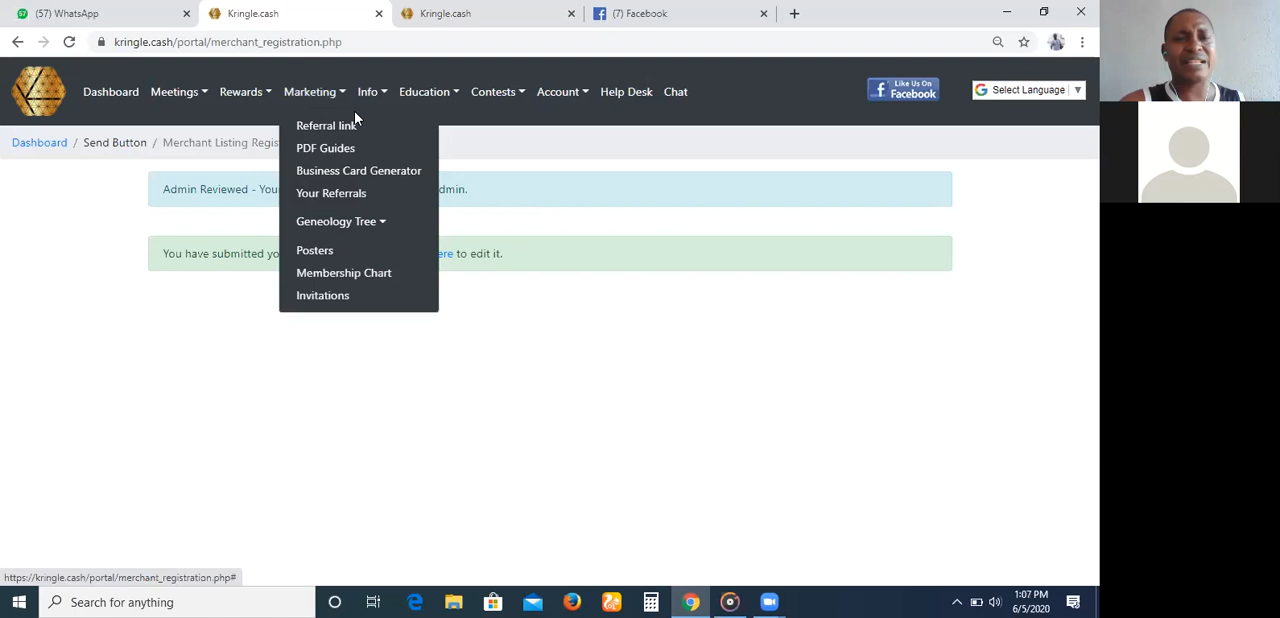 (57) WhatsApp
Kringle.cash
Kringle.cash
(7) Facebook
kringle.cash/portal/merchant_registration.php
Dashboard Meetings Rewards Marketing Info Education Contests Account Help Desk Chat
Like Us On
Facebook
Select Language
Dashboard / Send Button / Merchant Listing Regis
Referral link
PDF Guides
Business Card Generator
Your Referrals
Geneology Tree
Posters
Membership Chart
Invitations
Admin Reviewed - Your dmin.
You have submitted yo ere to edit it.
https://kringle.cash/portal/merchant_registration.php#
Search for anything
1:07 PM
6/5/2020